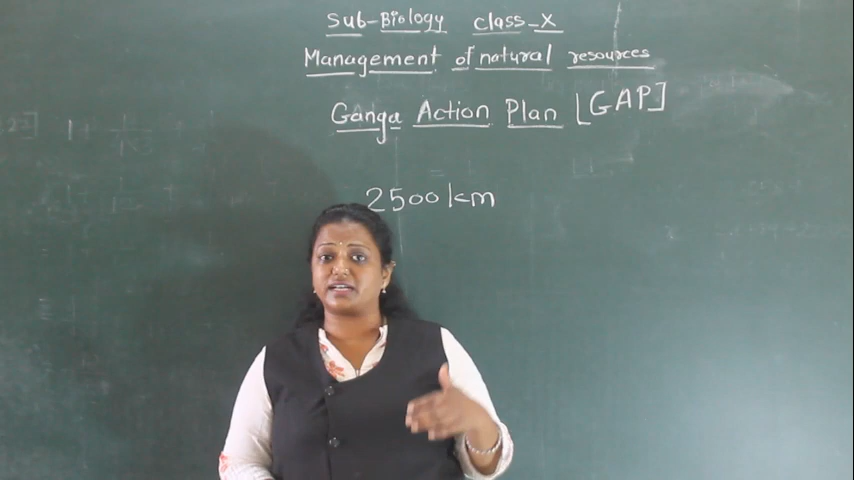 Sub-Biology class-X
Management of natural resources
Ganga Action Plan [GAP]
2500 km